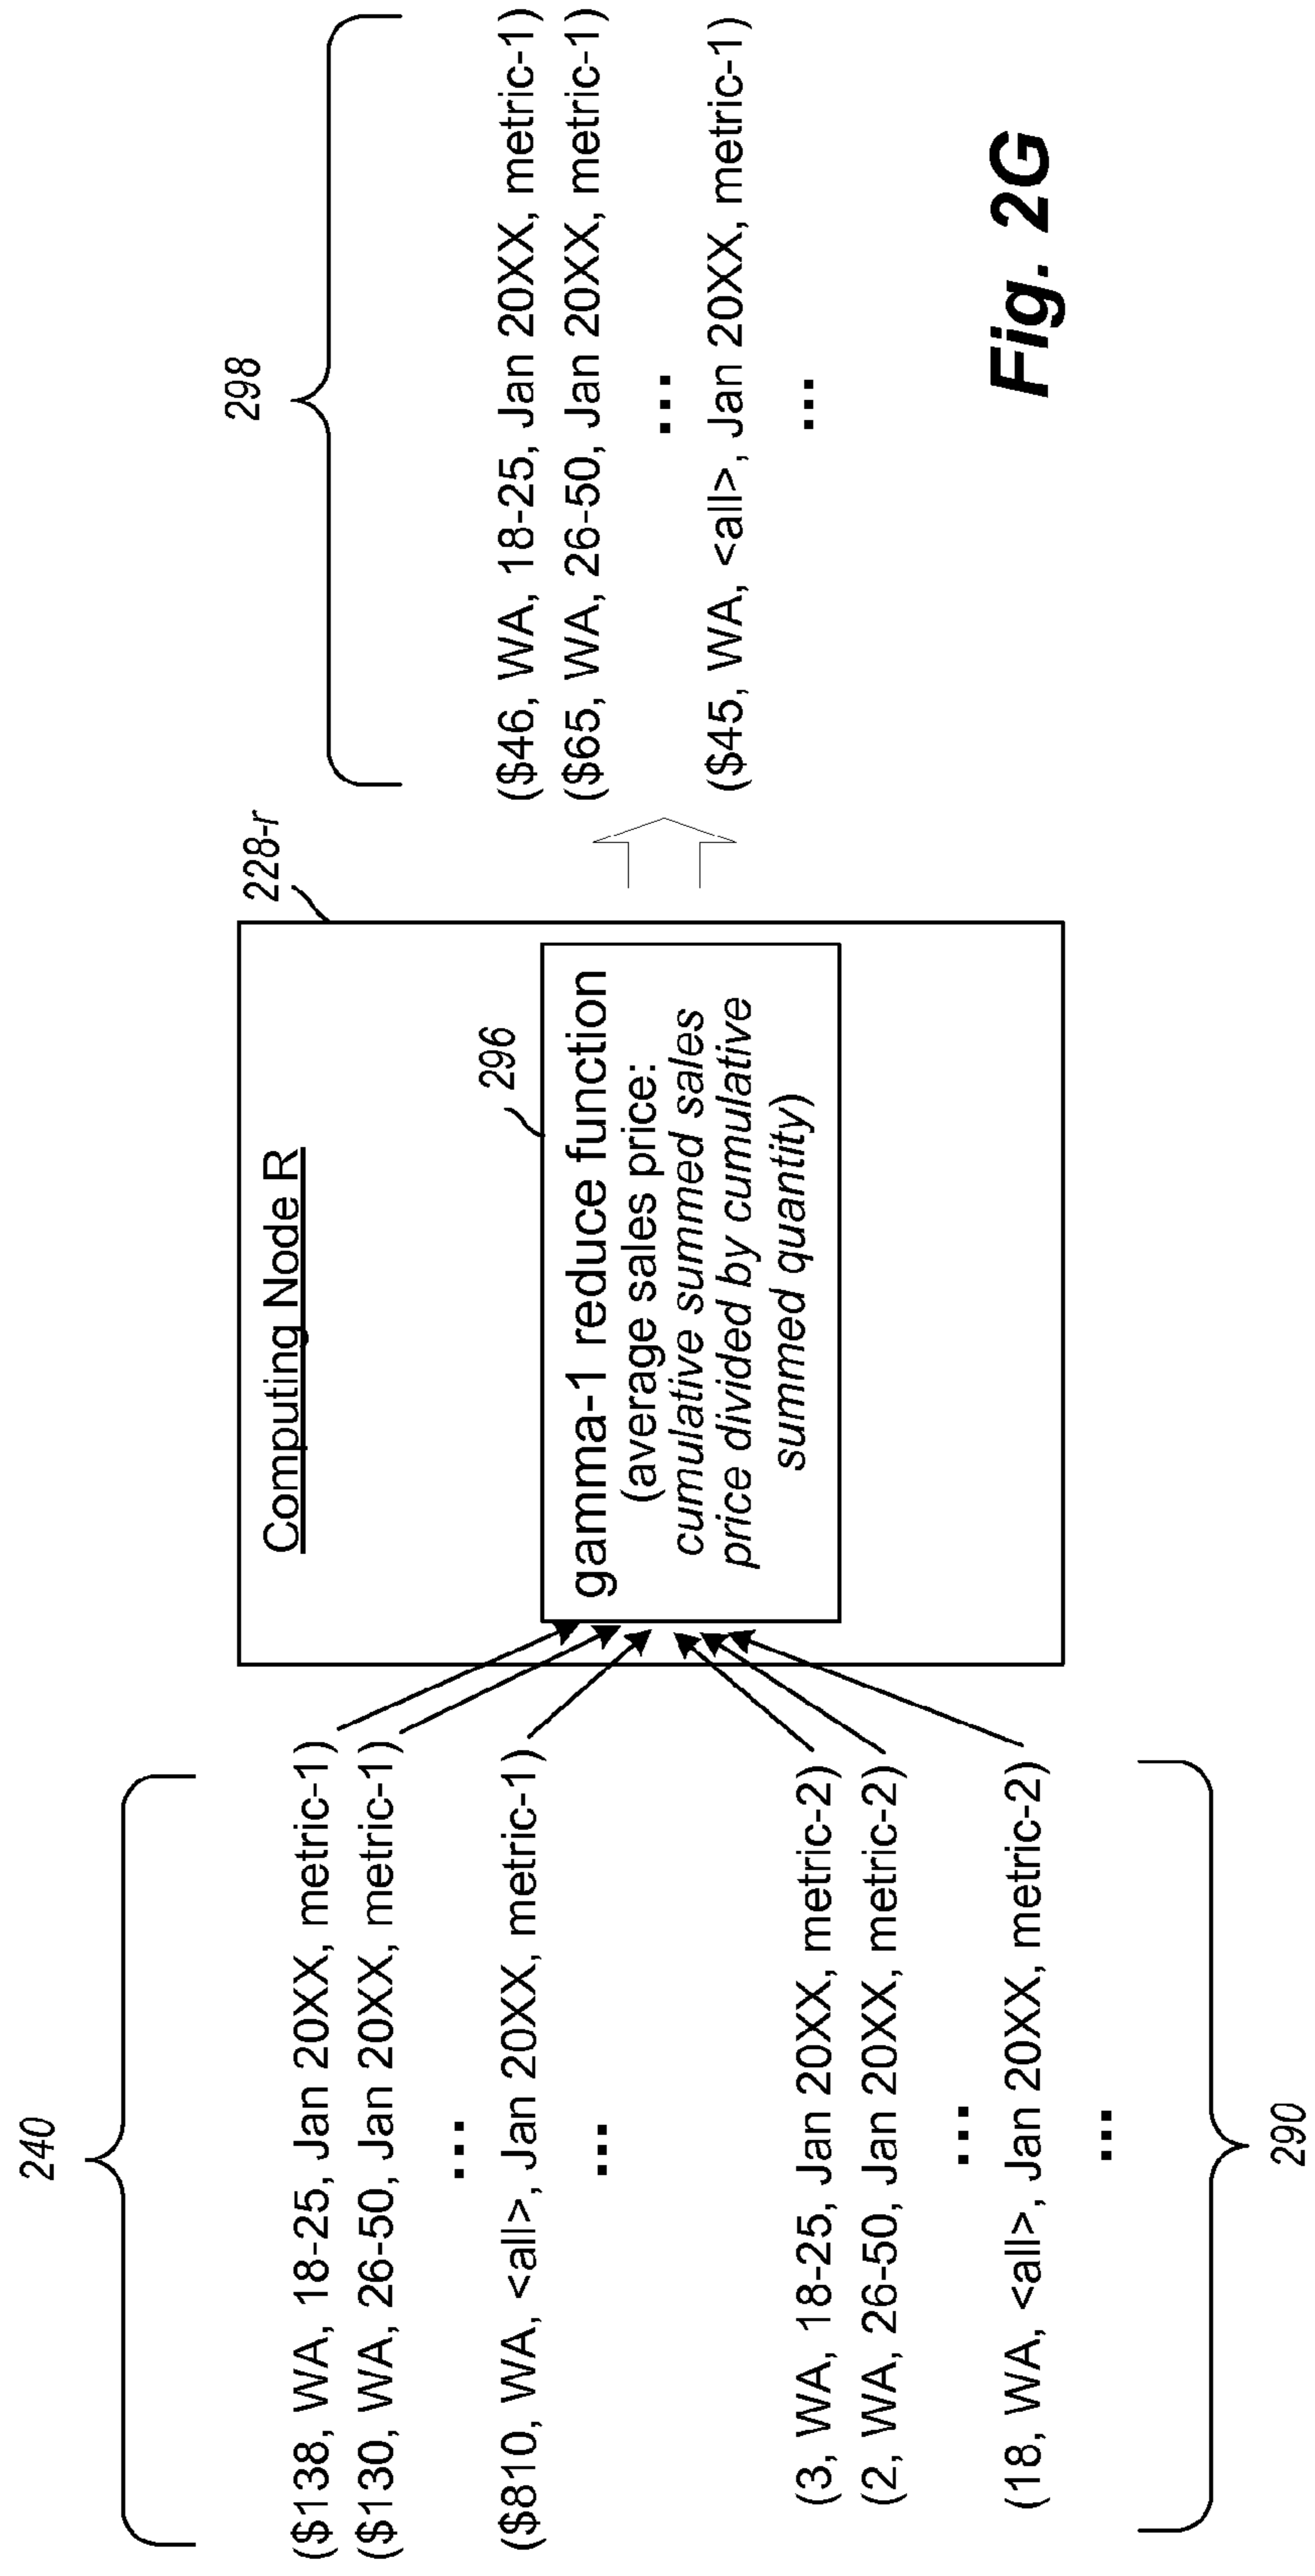 240
($138, WA, 18-25, Jan 20XX, metric-1)
($130, WA, 26-50, Jan 20XX, metric-1)
...
($810, WA, <all>, Jan 20XX, metric-1)
...
(3, WA, 18-25, Jan 20XX, metric-2)
(2, WA, 26-50, Jan 20XX, metric-2)
...
(18, WA, <all>, Jan 20XX, metric-2)
...
290
228-r
Computing Node R
296
gamma-1 reduce function
(average sales price:
cumulative summed sales
price divided by cumulative
summed quantity)
298
($46, WA, 18-25, Jan 20XX, metric-1)
($65, WA, 26-50, Jan 20XX, metric-1)
...
($45, WA, <all>, Jan 20XX, metric-1)
...
Fig. 2G